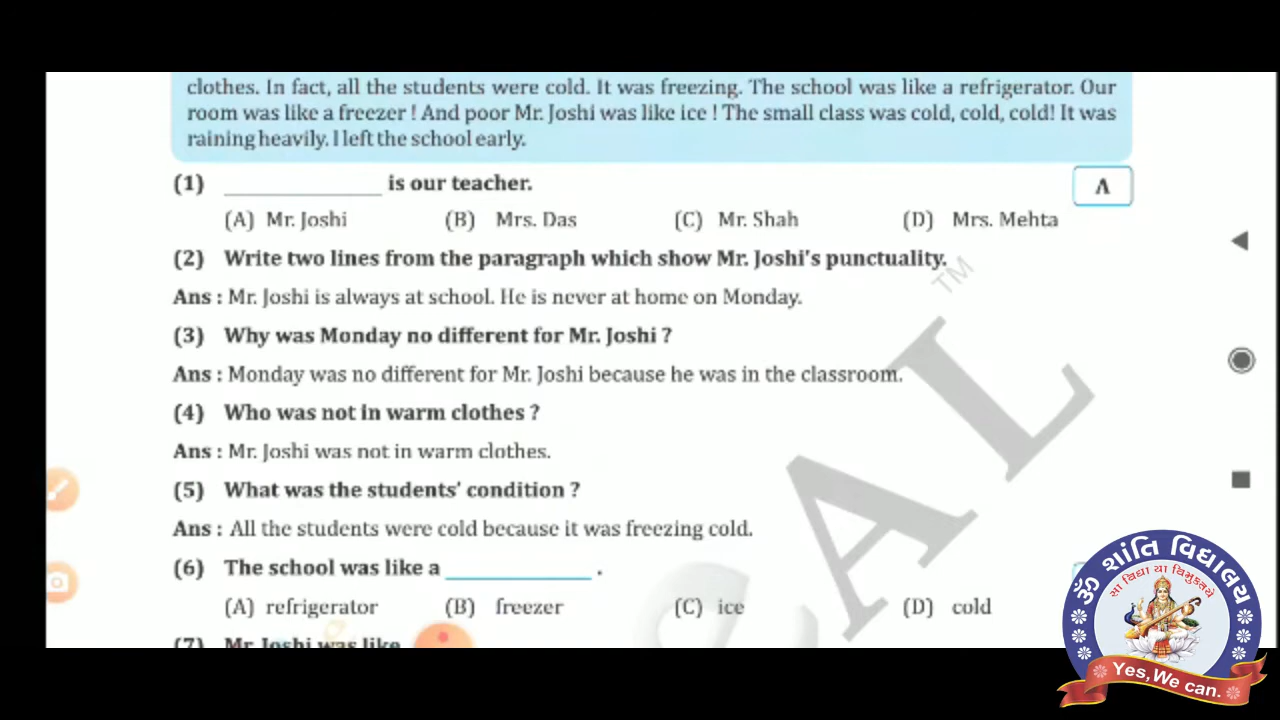 clothes. In fact, all the students were cold. It was freezing. The school was like a refrigerator. Our
room was like a freezer ! And poor Mr. Joshi was like ice ! The small class was cold, cold, cold! It was
raining heavily. I left the school early.
(1) ______________ is our teacher. A
(A) Mr. Joshi (B) Mrs. Das (C) Mr. Shah (D) Mrs. Mehta
(2) Write two lines from the paragraph which show Mr. Joshi's punctuality.
Ans : Mr. Joshi is always at school. He is never at home on Monday.
(3) Why was Monday no different for Mr. Joshi ?
Ans : Monday was no different for Mr. Joshi because he was in the classroom.
(4) Who was not in warm clothes ?
Ans : Mr. Joshi was not in warm clothes.
(5) What was the students' condition ?
Ans : All the students were cold because it was freezing cold.
(6) The school was like a ______________ .
(A) refrigerator (B) freezer (C) ice (D) cold
(7) Mr. Joshi was like
TM
ૐ શાંતિ વિદ્યાલય
સા વિદ્યા યા વિમુક્તયે
Yes, We can.